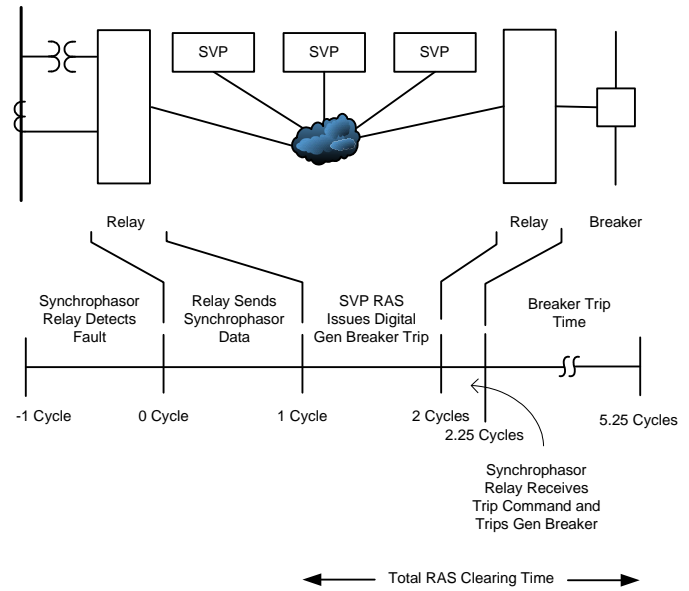 SVP
SVP
SVP
Relay
Relay
Breaker
Synchrophasor
Relay Detects
Fault
Relay Sends
Synchrophasor
Data
SVP RAS
Issues Digital
Gen Breaker Trip
Breaker Trip
Time
-1 Cycle
0 Cycle
1 Cycle
2 Cycles
2.25 Cycles
5.25 Cycles
Synchrophasor
Relay Receives
Trip Command and
Trips Gen Breaker
Total RAS Clearing Time